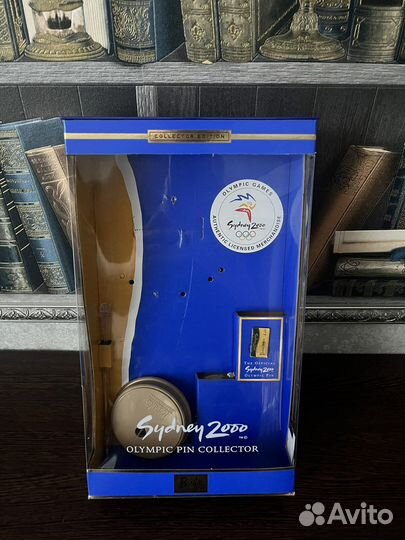 COLLECTOR EDITION
OLYMPIC GAMES
Sydney 2000
AUTHENTIC LICENSED MERCHANDISE
THE OFFICIAL
Sydney 2000
OLYMPIC PIN
Sydney 2000
TM ©
OLYMPIC PIN COLLECTOR
Avito